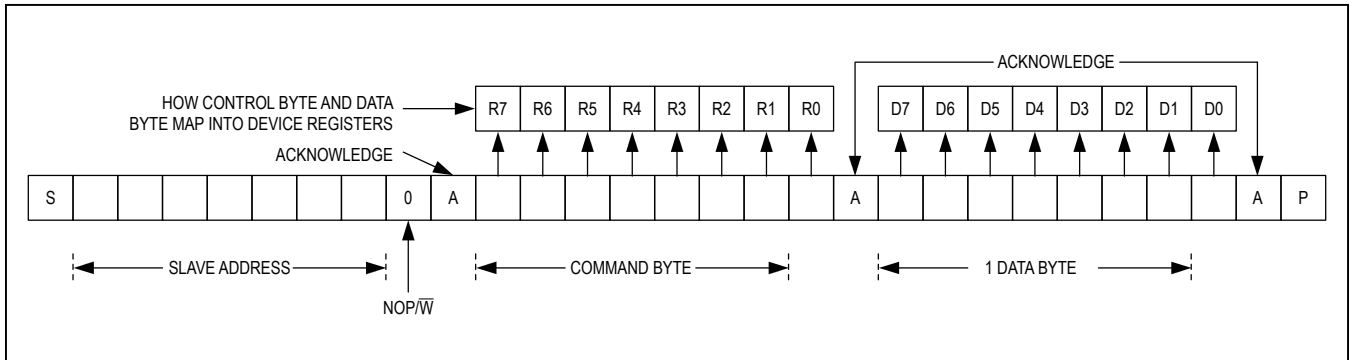 ACKNOWLEDGE
HOW CONTROL BYTE AND DATA
BYTE MAP INTO DEVICE REGISTERS
R7 R6 R5 R4 R3 R2 R1 R0 D7 D6 D5 D4 D3 D2 D1 D0
ACKNOWLEDGE
S 0 A A A P
SLAVE ADDRESS COMMAND BYTE 1 DATA BYTE
NOP/W̅